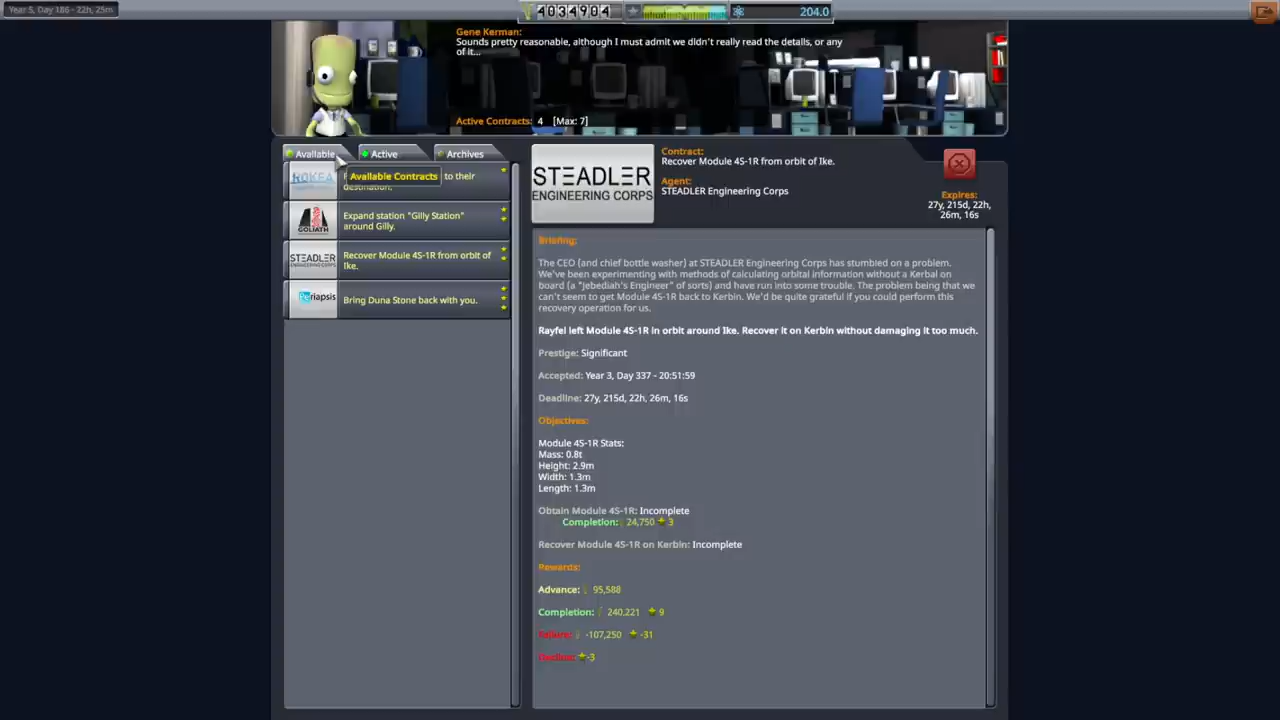 Year 5, Day 186 - 22h, 25m
4034904
204.0
Gene Kerman:
Sounds pretty reasonable, although I must admit we didn't really read the details, or any
of it...
Active Contracts: 4 [Max: 7]
Available
Active
Archives
Available Contracts
to their
destination.
Expand station "Gilly Station"
around Gilly.
Recover Module 4S-1R from orbit of
Ike.
Bring Duna Stone back with you.
ROKEA
GOLIATH
STEADLER
ENGINEERING CORPS
Periapsis
STEADLER
ENGINEERING CORPS
Contract:
Recover Module 4S-1R from orbit of Ike.
Agent:
STEADLER Engineering Corps
Expires:
27y, 215d, 22h,
26m, 16s
Briefing:
The CEO (and chief bottle washer) at STEADLER Engineering Corps has stumbled on a problem.
We've been experimenting with methods of calculating orbital information without a Kerbal on
board (a "Jebediah's Engineer" of sorts) and have run into some trouble. The problem being that we
can't seem to get Module 4S-1R back to Kerbin. We'd be quite grateful if you could perform this
recovery operation for us.
Rayfel left Module 4S-1R in orbit around Ike. Recover it on Kerbin without damaging it too much.
Prestige: Significant
Accepted: Year 3, Day 337 - 20:51:59
Deadline: 27y, 215d, 22h, 26m, 16s
Objectives:
Module 4S-1R Stats:
Mass: 0.8t
Height: 2.9m
Width: 1.3m
Length: 1.3m
Obtain Module 4S-1R: Incomplete
Completion: 24,750 3
Recover Module 4S-1R on Kerbin: Incomplete
Rewards:
Advance: 95,588
Completion: 240,221 9
Failure: -107,250 -31
Decline: -3